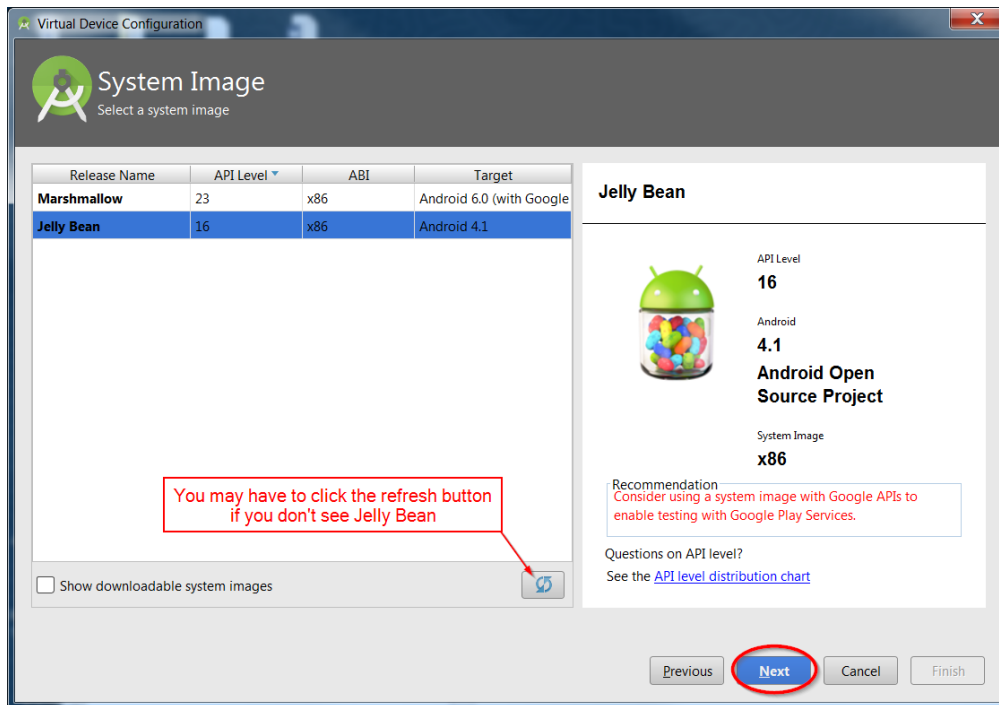 Virtual Device Configuration
System Image
Select a system image
Release Name API Level ABI Target
Marshmallow 23 x86 Android 6.0 (with Google
Jelly Bean 16 x86 Android 4.1
You may have to click the refresh button
if you don't see Jelly Bean
Show downloadable system images
Jelly Bean
API Level
16
Android
4.1
Android Open
Source Project
System Image
x86
Recommendation
Consider using a system image with Google APIs to
enable testing with Google Play Services.
Questions on API level?
See the API level distribution chart
Previous Next Cancel Finish